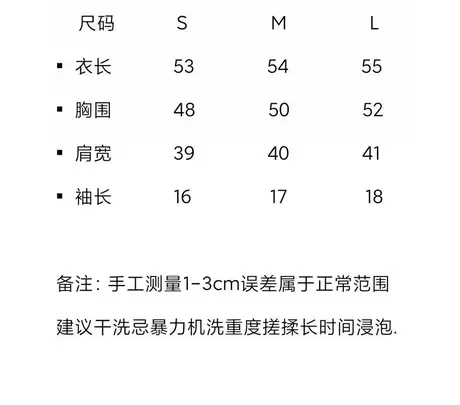 尺码 S M L
▪ 衣长 53 54 55
▪ 胸围 48 50 52
▪ 肩宽 39 40 41
▪ 袖长 16 17 18
备注: 手工测量1-3cm误差属于正常范围
建议干洗忌暴力机洗重度搓揉长时间浸泡.